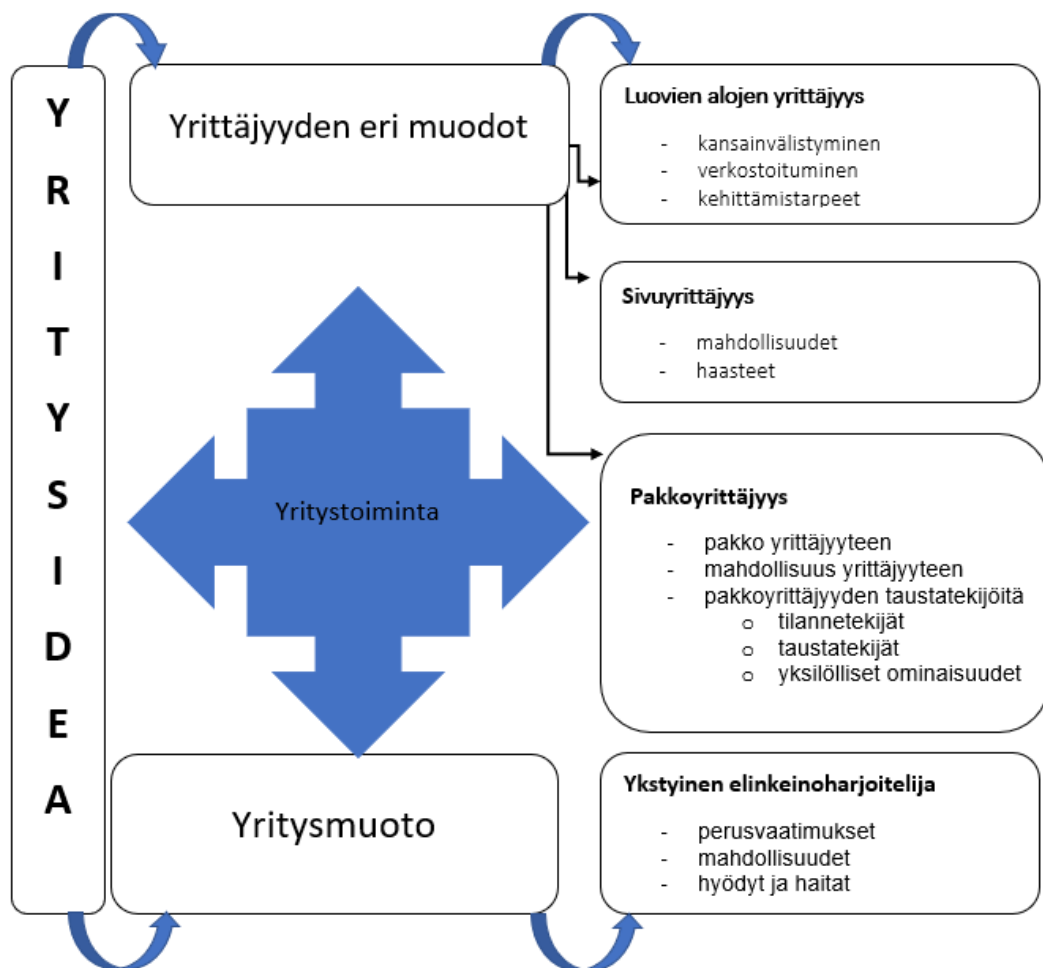 YRITYSIDEA
Yrittäjyyden eri muodot
Luovien alojen yrittäjyys
- kansainvälistyminen
- verkostoituminen
- kehittämistarpeet
Sivuyrittäjyys
- mahdollisuudet
- haasteet
Yritystoiminta
Pakkoyrittäjyys
- pakko yrittäjyyteen
- mahdollisuus yrittäjyyteen
- pakkoyrittäjyyden taustatekijöitä
o tilannetekijät
o taustatekijät
o yksilölliset ominaisuudet
Yritysmuoto
Ykstyinen elinkeinoharjoitelija
- perusvaatimukset
- mahdollisuudet
- hyödyt ja haitat